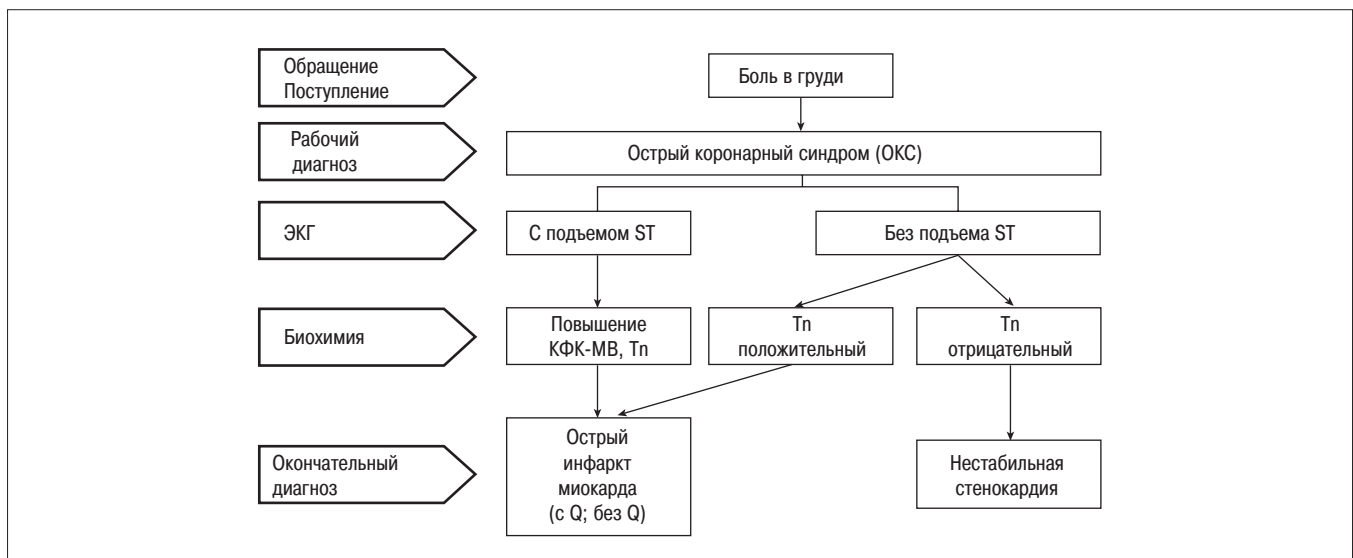 Обращение
Поступление
Боль в груди
Рабочий
диагноз
Острый коронарный синдром (ОКС)
ЭКГ
С подъемом ST
Без подъема ST
Биохимия
Повышение
КФК-МВ, Tn
Tn
положительный
Tn
отрицательный
Окончательный
диагноз
Острый
инфаркт
миокарда
(с Q; без Q)
Нестабильная
стенокардия